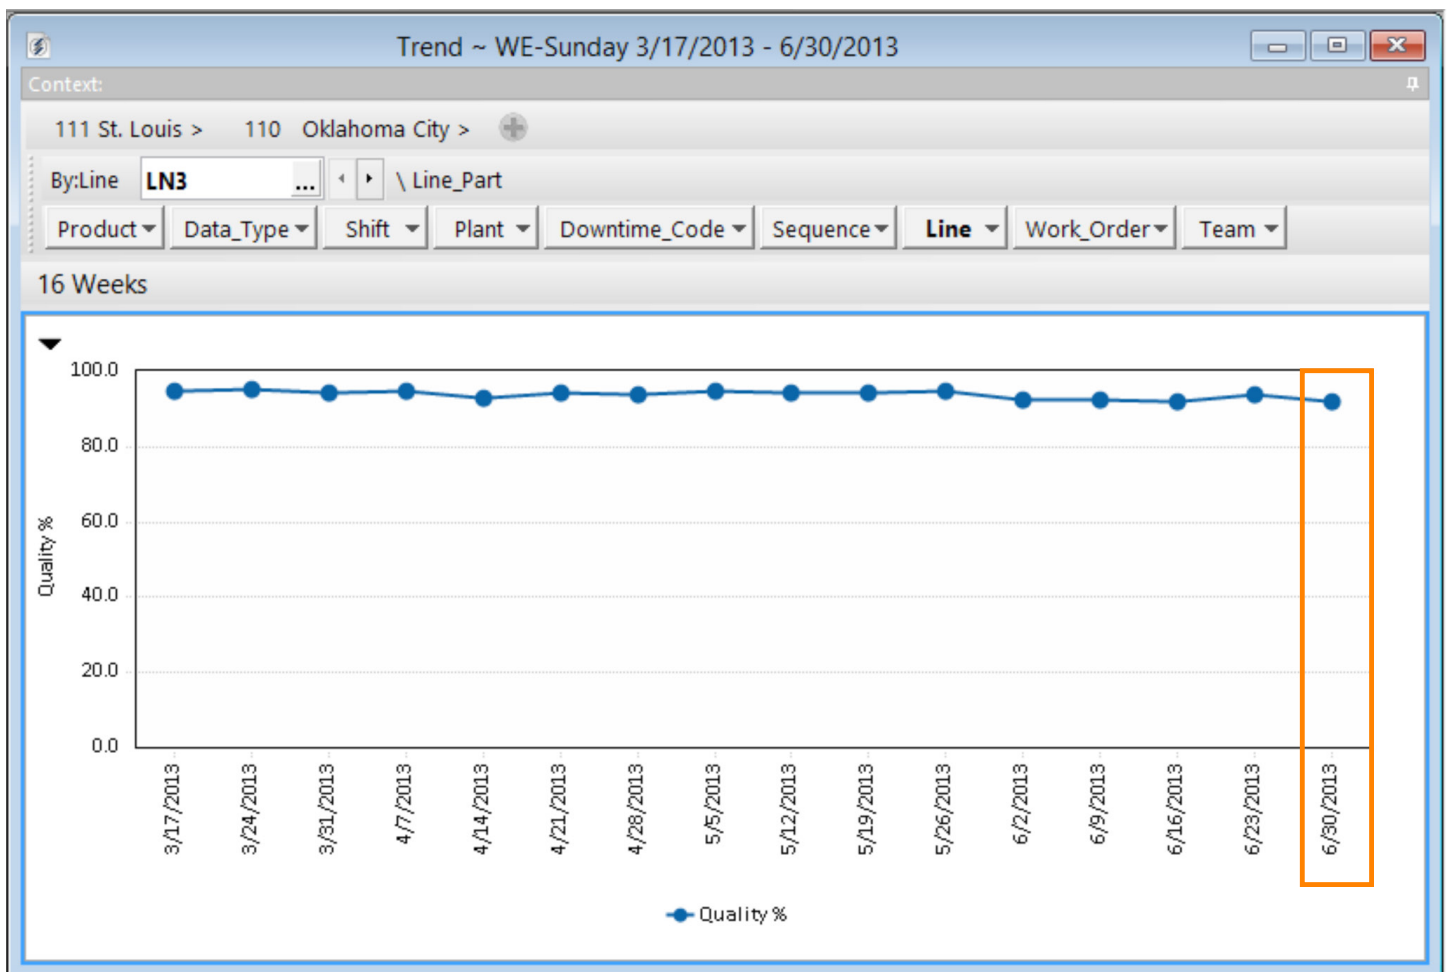 Trend ~ WE-Sunday 3/17/2013 - 6/30/2013
Context:
111 St. Louis > 110 Oklahoma City >
By:Line LN3 ... \ Line_Part
Product Data_Type Shift Plant Downtime_Code Sequence Line Work_Order Team
16 Weeks
100.0
80.0
60.0
40.0
20.0
0.0
Quality %
3/17/2013
3/24/2013
3/31/2013
4/7/2013
4/14/2013
4/21/2013
4/28/2013
5/5/2013
5/12/2013
5/19/2013
5/26/2013
6/2/2013
6/9/2013
6/16/2013
6/23/2013
6/30/2013
Quality %